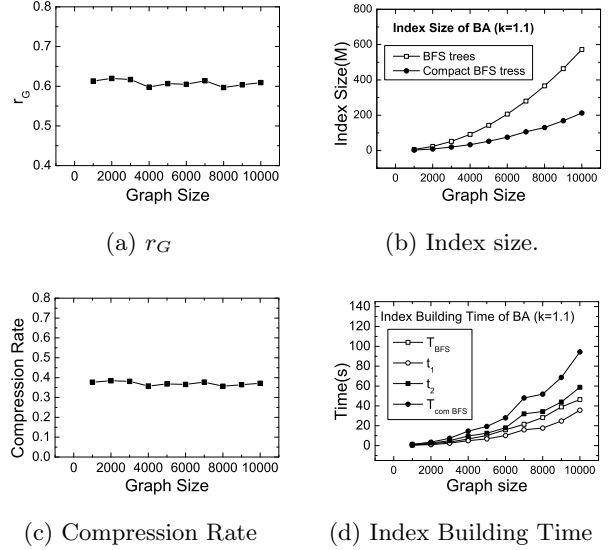 0.8
0.7
0.6
0.5
0.4
r_G
0 2000 4000 6000 8000 10000
Graph Size
(a) r_G
800
600
400
200
0
Index Size(M)
Index Size of BA (k=1.1)
BFS trees
Compact BFS tress
0 2000 4000 6000 8000 10000
Graph Size
(b) Index size.
0.8
0.7
0.6
0.5
0.4
0.3
0.2
0.1
0.0
Compression Rate
0 2000 4000 6000 8000 10000
Graph Size
(c) Compression Rate
140
120
100
80
60
40
20
0
Time(s)
Index Building Time of BA (k=1.1)
T_BFS
t_1
t_2
T_com BFS
0 2000 4000 6000 8000 10000
Graph size
(d) Index Building Time